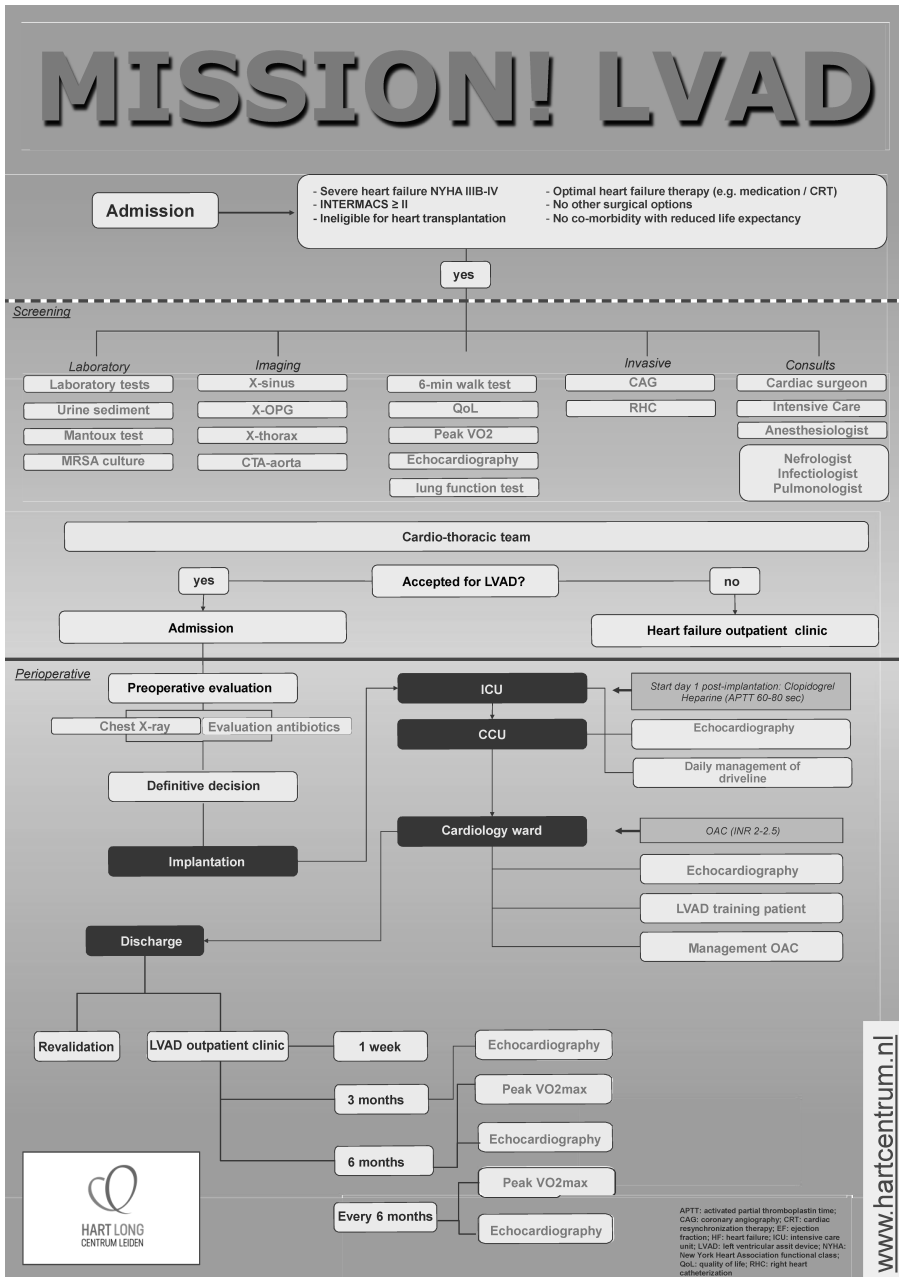 MISSION! LVAD
Admission
- Severe heart failure NYHA IIIB-IV
- INTERMACS ≥ II
- Ineligible for heart transplantation
- Optimal heart failure therapy (e.g. medication / CRT)
- No other surgical options
- No co-morbidity with reduced life expectancy
yes
Screening
Laboratory
Laboratory tests
Urine sediment
Mantoux test
MRSA culture
Imaging
X-sinus
X-OPG
X-thorax
CTA-aorta
6-min walk test
QoL
Peak VO2
Echocardiography
lung function test
Invasive
CAG
RHC
Consults
Cardiac surgeon
Intensive Care
Anesthesiologist
Nefrologist
Infectiologist
Pulmonologist
Cardio-thoracic team
yes
Accepted for LVAD?
no
Admission
Heart failure outpatient clinic
Perioperative
Preoperative evaluation
Chest X-ray
Evaluation antibiotics
Definitive decision
Implantation
ICU
Start day 1 post-implantation: Clopidogrel
Heparine (APTT 60-80 sec)
CCU
Echocardiography
Daily management of
driveline
Cardiology ward
OAC (INR 2-2.5)
Echocardiography
LVAD training patient
Management OAC
Discharge
Revalidation
LVAD outpatient clinic
1 week
3 months
6 months
Every 6 months
Echocardiography
Peak VO2max
Echocardiography
Peak VO2max
Echocardiography
HART LONG
CENTRUM LEIDEN
APTT: activated partial thromboplastin time;
CAG: coronary angiography; CRT: cardiac
resynchronization therapy; EF: ejection
fraction; HF: heart failure; ICU: intensive care
unit; LVAD: left ventricular assit device; NYHA:
New York Heart Association functional class;
QoL: quality of life; RHC: right heart
catheterization
www.hartcentrum.nl